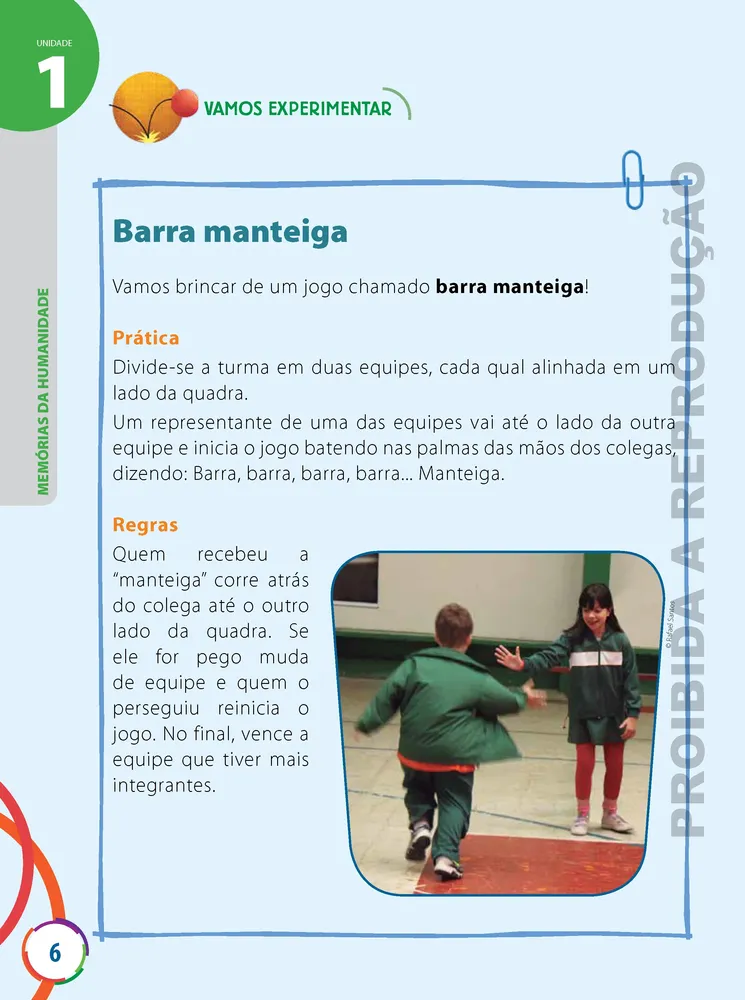 UNIDADE
1
VAMOS EXPERIMENTAR
MEMÓRIAS DA HUMANIDADE
Barra manteiga
Vamos brincar de um jogo chamado barra manteiga!
Prática
Divide-se a turma em duas equipes, cada qual alinhada em um
lado da quadra.
Um representante de uma das equipes vai até o lado da outra
equipe e inicia o jogo batendo nas palmas das mãos dos colegas,
dizendo: Barra, barra, barra, barra... Manteiga.
Regras
Quem recebeu a
“manteiga” corre atrás
do colega até o outro
lado da quadra. Se
ele for pego muda
de equipe e quem o
perseguiu reinicia o
jogo. No final, vence a
equipe que tiver mais
integrantes.
© Rafael Santos
PROIBIDA A REPRODUÇÃO
6